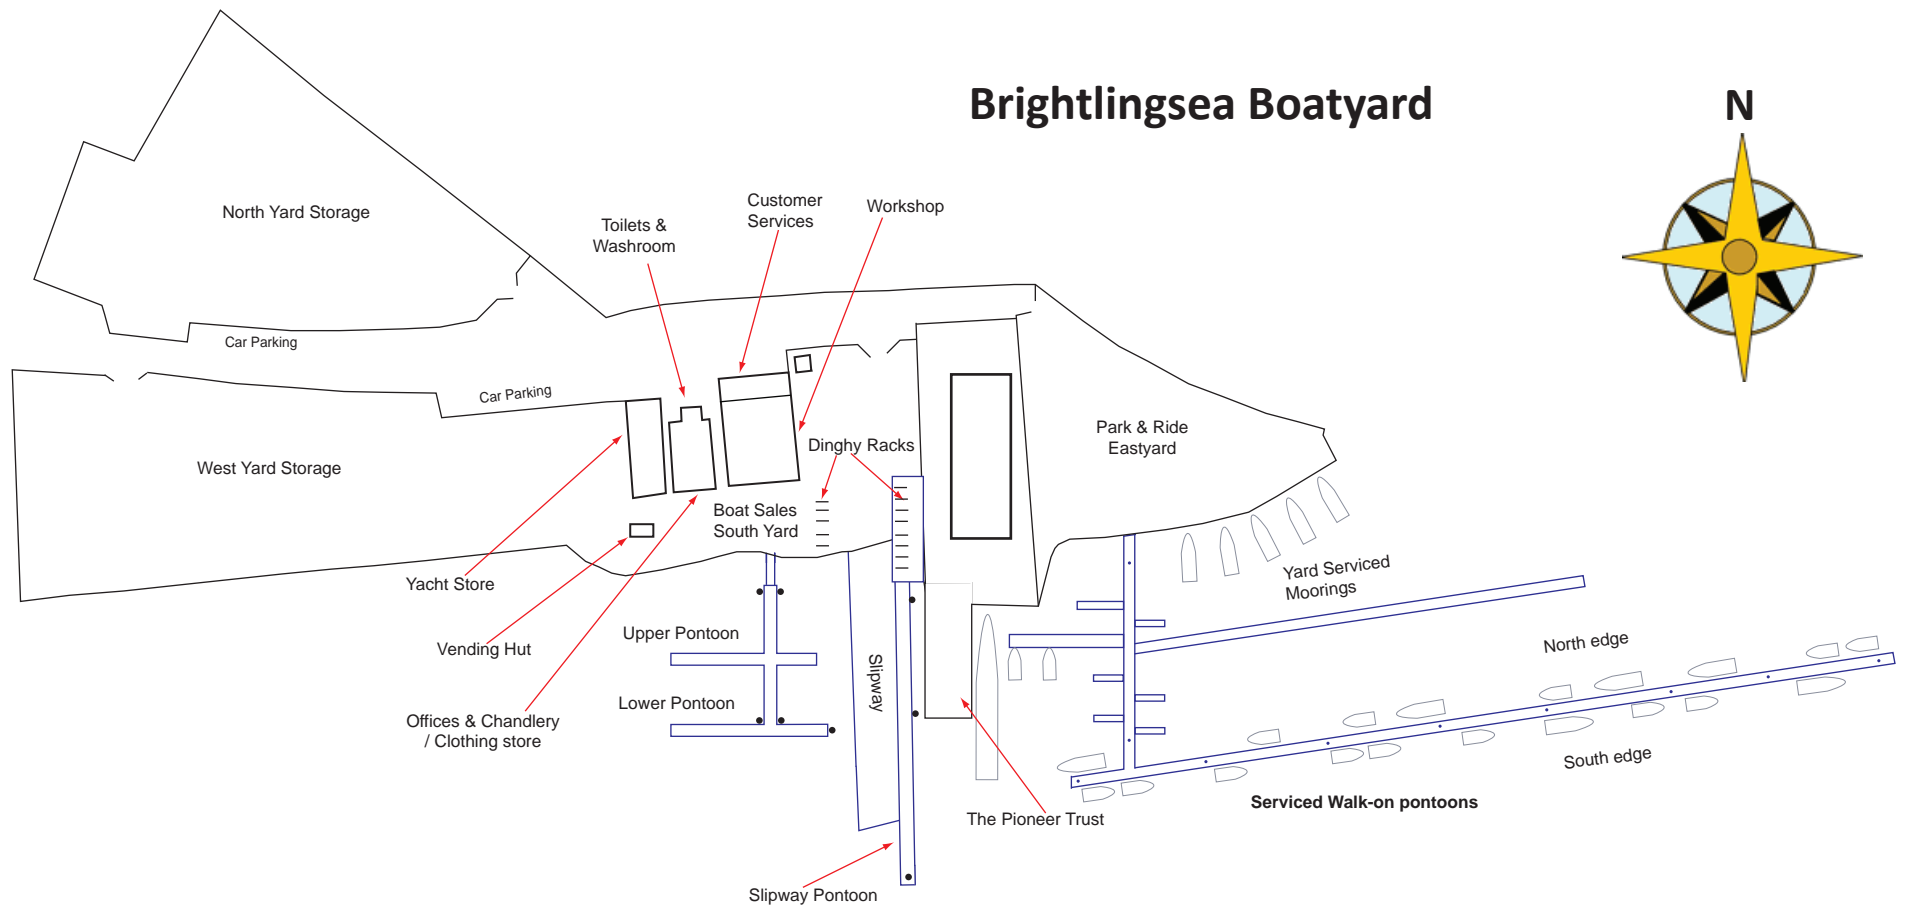 Brightlingsea Boatyard
N
North Yard Storage
Customer
Services
Workshop
Toilets &
Washroom
Car Parking
Car Parking
Park & Ride
Eastyard
Dinghy Racks
West Yard Storage
Boat Sales
South Yard
Yacht Store
Yard Serviced
Moorings
Upper Pontoon
Vending Hut
North edge
Slipway
Lower Pontoon
Offices & Chandlery
/ Clothing store
South edge
Serviced Walk-on pontoons
The Pioneer Trust
Slipway Pontoon